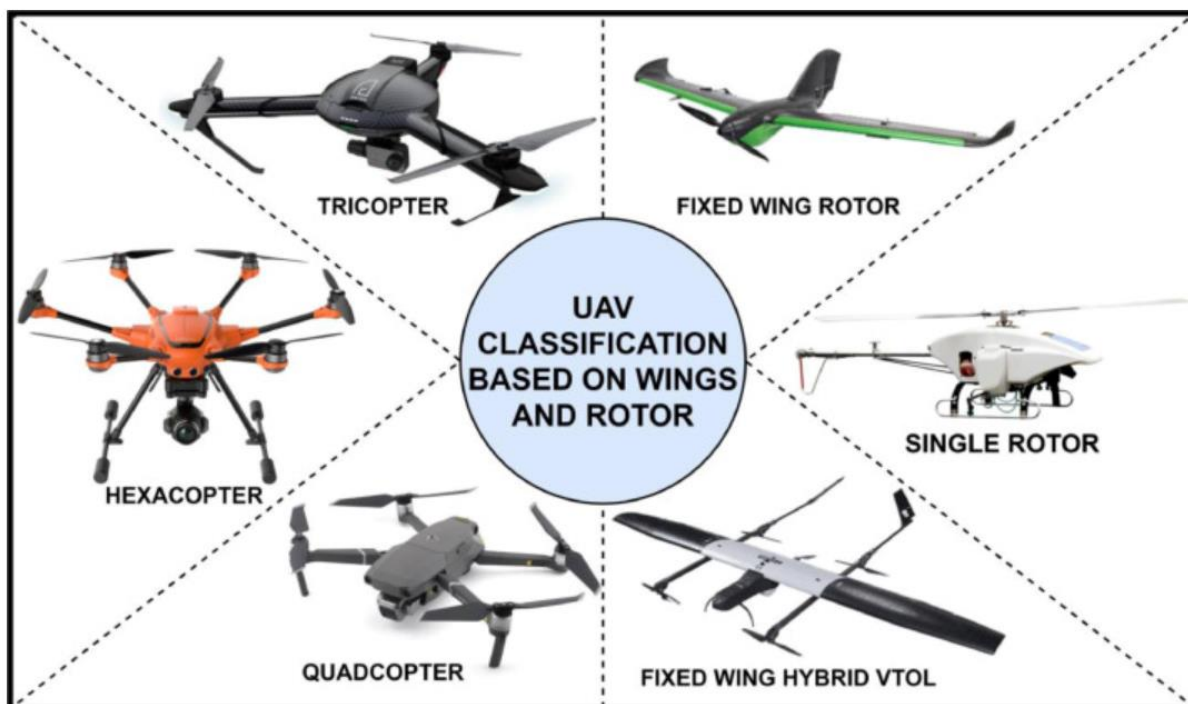 TRICOPTER
FIXED WING ROTOR
UAV
CLASSIFICATION
BASED ON WINGS
AND ROTOR
HEXACOPTER
SINGLE ROTOR
QUADCOPTER
FIXED WING HYBRID VTOL